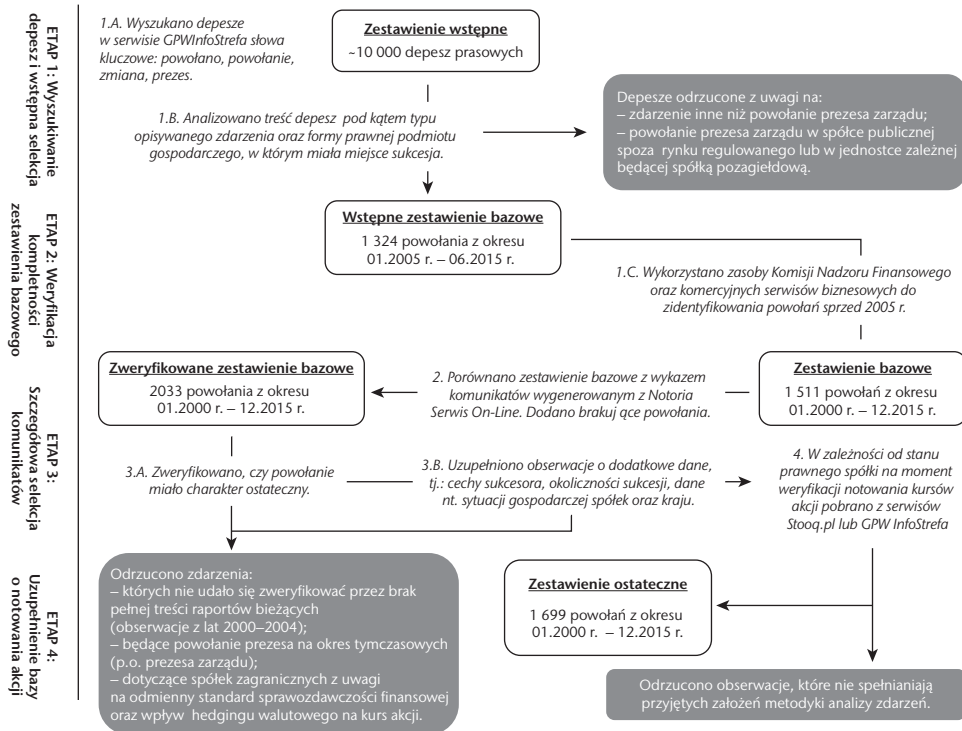 ETAP 1: Wyszukiwanie
depesz i wstępna selekcja
1.A. Wyszukano depesze
w serwisie GPWInfoStrefa słowa
kluczowe: powołano, powołanie,
zmiana, prezes.
Zestawienie wstępne
~10 000 depesz prasowych
1.B. Analizowano treść depesz pod kątem typu
opisywanego zdarzenia oraz formy prawnej podmiotu
gospodarczego, w którym miała miejsce sukcesja.
Depesze odrzucone z uwagi na:
– zdarzenie inne niż powołanie prezesa zarządu;
– powołanie prezesa zarządu w spółce publicznej
spoza rynku regulowanego lub w jednostce zależnej
będącej spółką pozagiełdową.
ETAP 2: Weryfikacja
kompletności
zestawienia bazowego
Wstępne zestawienie bazowe
1 324 powołania z okresu
01.2005 r. – 06.2015 r.
1.C. Wykorzystano zasoby Komisji Nadzoru Finansowego
oraz komercyjnych serwisów biznesowych do
zidentyfikowania powołań sprzed 2005 r.
Zweryfikowane zestawienie bazowe
2033 powołania z okresu
01.2000 r. – 12.2015 r.
2. Porównano zestawienie bazowe z wykazem
komunikatów wygenerowanym z Notoria
Serwis On-Line. Dodano brakuj ące powołania.
Zestawienie bazowe
1 511 powołań z okresu
01.2000 r. – 12.2015 r.
ETAP 3:
Szczegółowa selekcja
komunikatów
3.A. Zweryfikowano, czy powołanie
miało charakter ostateczny.
3.B. Uzupełniono obserwacje o dodatkowe dane,
tj.: cechy sukcesora, okoliczności sukcesji, dane
nt. sytuacji gospodarczej spółek oraz kraju.
4. W zależności od stanu
prawnego spółki na moment
weryfikacji notowania kursów
akcji pobrano z serwisów
Stooq.pl lub GPW InfoStrefa
ETAP 4:
Uzupełnienie bazy
o notowania akcji
Odrzucono zdarzenia:
– których nie udało się zweryfikować przez brak
pełnej treści raportów bieżących
(obserwacje z lat 2000–2004);
– będące powołanie prezesa na okres tymczasowych
(p.o. prezesa zarządu);
– dotyczące spółek zagranicznych z uwagi
na odmienny standard sprawozdawczości finansowej
oraz wpływ hedgingu walutowego na kurs akcji.
Zestawienie ostateczne
1 699 powołań z okresu
01.2000 r. – 12.2015 r.
Odrzucono obserwacje, które nie spełnianiają
przyjętych założeń metodyki analizy zdarzeń.